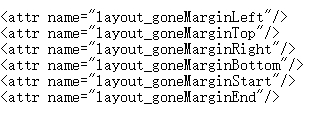 <attr name="layout_goneMarginLeft"/>
<attr name="layout_goneMarginTop"/>
<attr name="layout_goneMarginRight"/>
<attr name="layout_goneMarginBottom"/>
<attr name="layout_goneMarginStart"/>
<attr name="layout_goneMarginEnd"/>